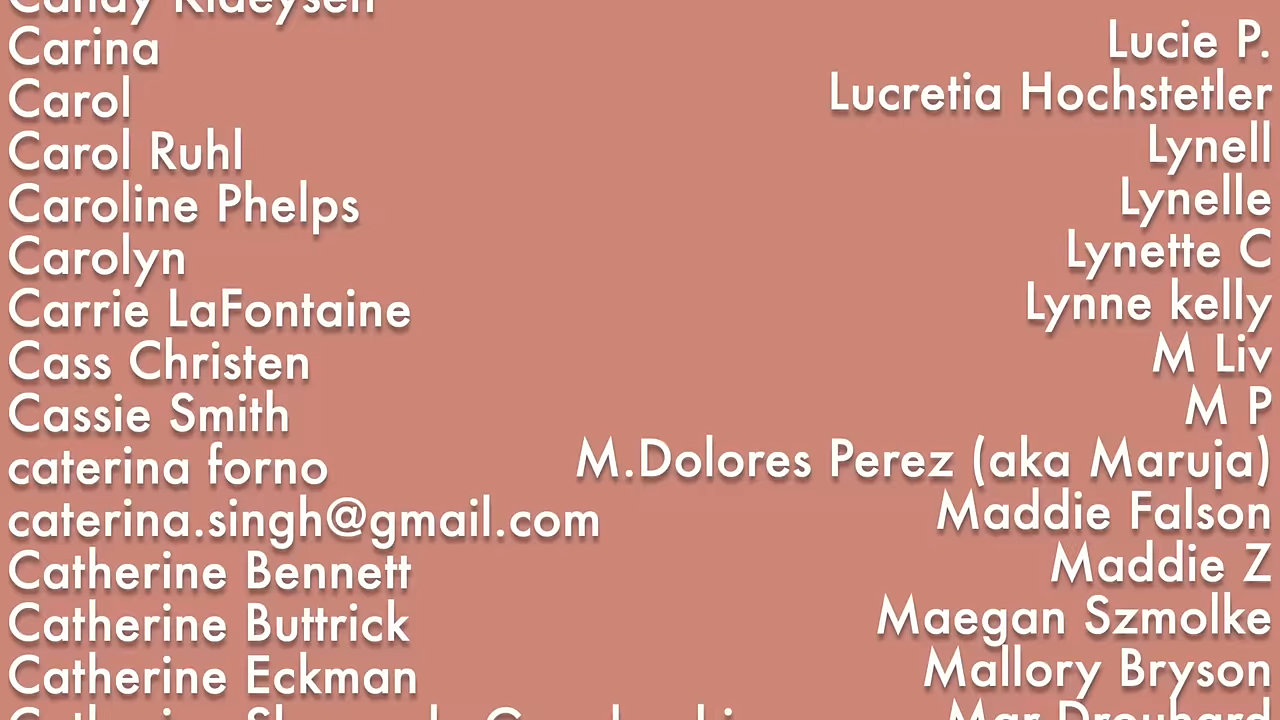 Carina
Carol
Carol Ruhl
Caroline Phelps
Carolyn
Carrie LaFontaine
Cass Christen
Cassie Smith
caterina forno
caterina.singh@gmail.com
Catherine Bennett
Catherine Buttrick
Catherine Eckman
Lucie P.
Lucretia Hochstetler
Lynell
Lynelle
Lynette C
Lynne kelly
M Liv
M P
M.Dolores Perez (aka Maruja)
Maddie Falson
Maddie Z
Maegan Szmolke
Mallory Bryson